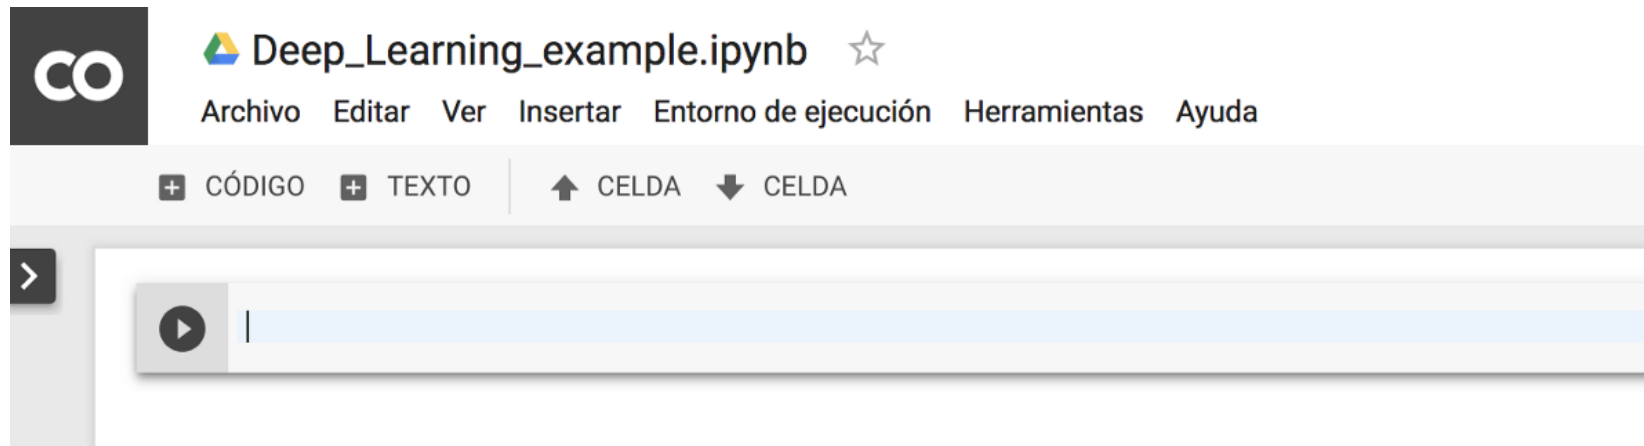 CO
Deep_Learning_example.ipynb
Archivo Editar Ver Insertar Entorno de ejecución Herramientas Ayuda
CÓDIGO TEXTO CELDA CELDA